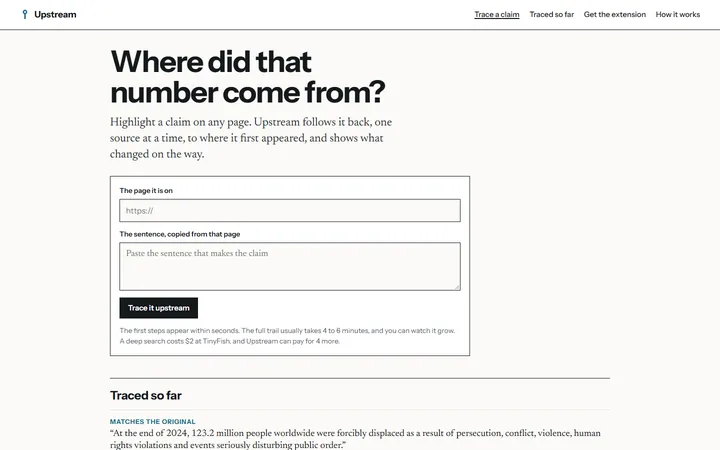 Upstream
Trace a claim
Traced so far
Get the extension
How it works
Where did that
number come from?
Highlight a claim on any page. Upstream follows it back, one
source at a time, to where it first appeared, and shows what
changed on the way.
The page it is on
https://
The sentence, copied from that page
Paste the sentence that makes the claim
Trace it upstream
The first steps appear within seconds. The full trail usually takes 4 to 6 minutes, and you can watch it grow.
A deep search costs $2 at TinyFish, and Upstream can pay for 4 more.
Traced so far
MATCHES THE ORIGINAL
“At the end of 2024, 123.2 million people worldwide were forcibly displaced as a result of persecution, conflict, violence, human
rights violations and events seriously disturbing public order.”